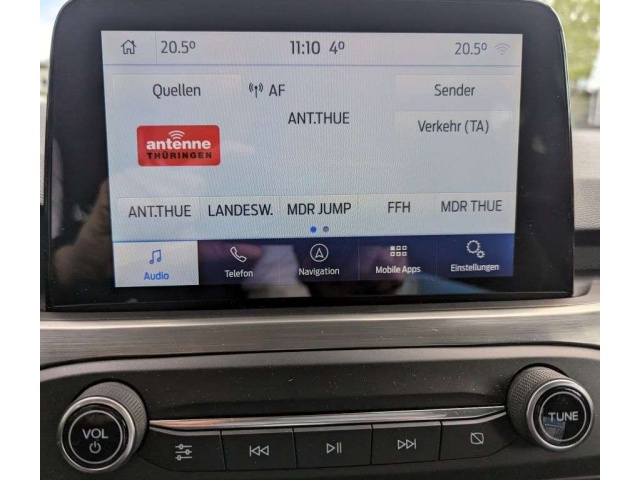 20.5° 11:10 4° 20.5°
Quellen AF Sender
ANT.THUE
Verkehr (TA)
antenne
THÜRINGEN
ANT.THUE LANDESW. MDR JUMP FFH MDR THUE
Audio Telefon Navigation Mobile Apps Einstellungen
VOL TUNE